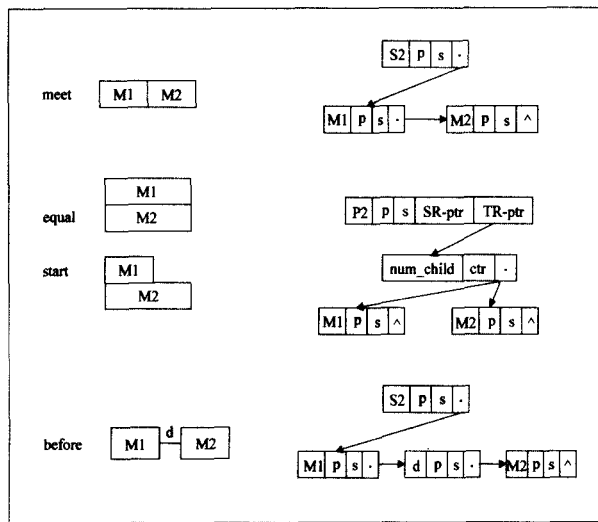 S2 p s .
meet M1 M2
M1 p s . M2 p s ^
M1
equal M2
P2 p s SR-ptr TR-ptr
start M1
num_child ctr .
M2
M1 p s ^ M2 p s ^
S2 p s .
before M1 d M2
M1 p s . d p s . M2 p s ^